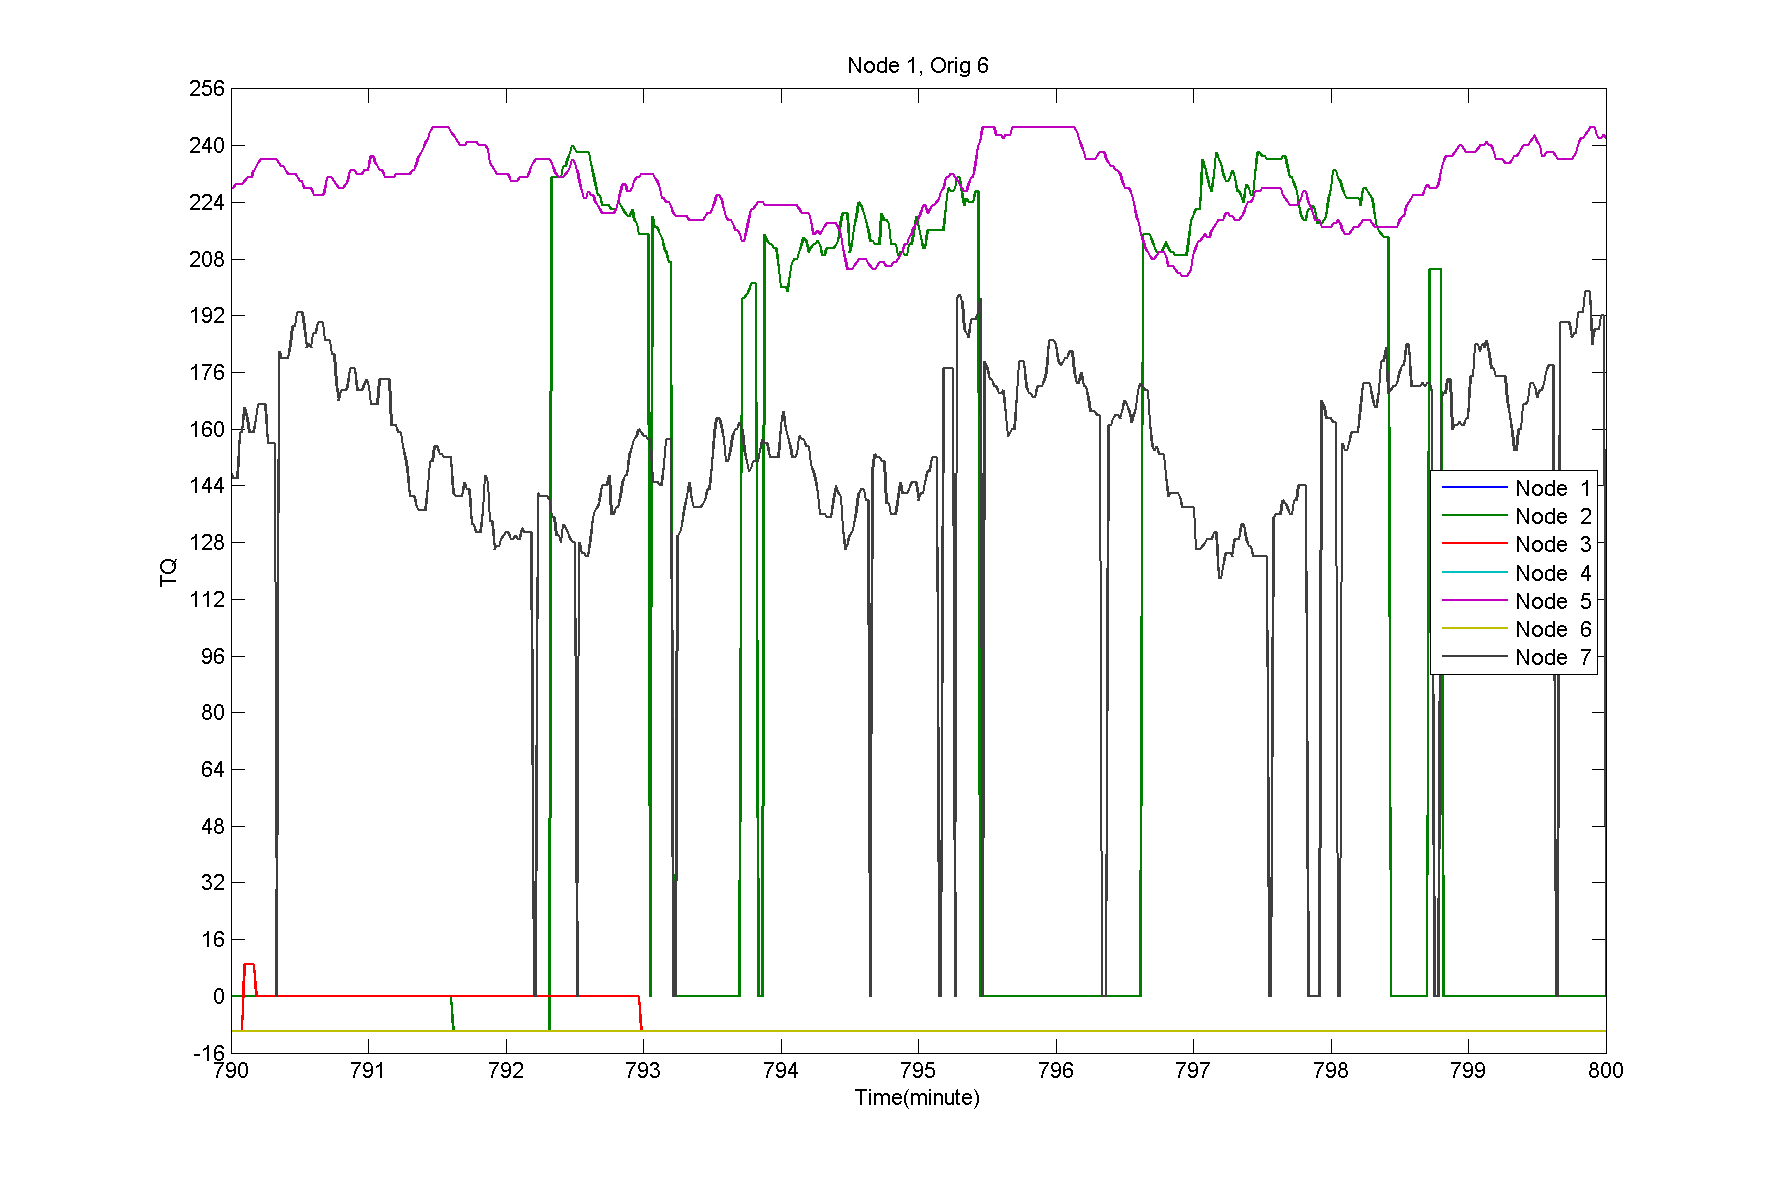 Node 1, Orig 6
256
240
224
208
192
176
160
144
128
112
96
80
64
48
32
16
0
-16
TQ
Node 1
Node 2
Node 3
Node 4
Node 5
Node 6
Node 7
790 791 792 793 794 795 796 797 798 799 800
Time(minute)